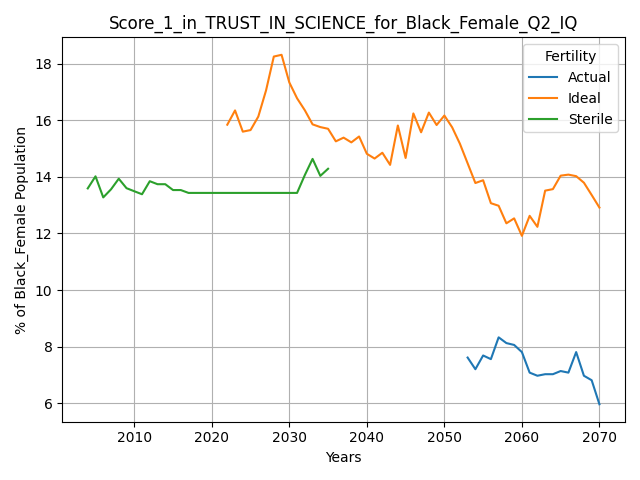 Score_1_in_TRUST_IN_SCIENCE_for_Black_Female_Q2_IQ
Fertility
Actual
Ideal
Sterile
% of Black_Female Population
18
16
14
12
10
8
6
2010 2020 2030 2040 2050 2060 2070
Years